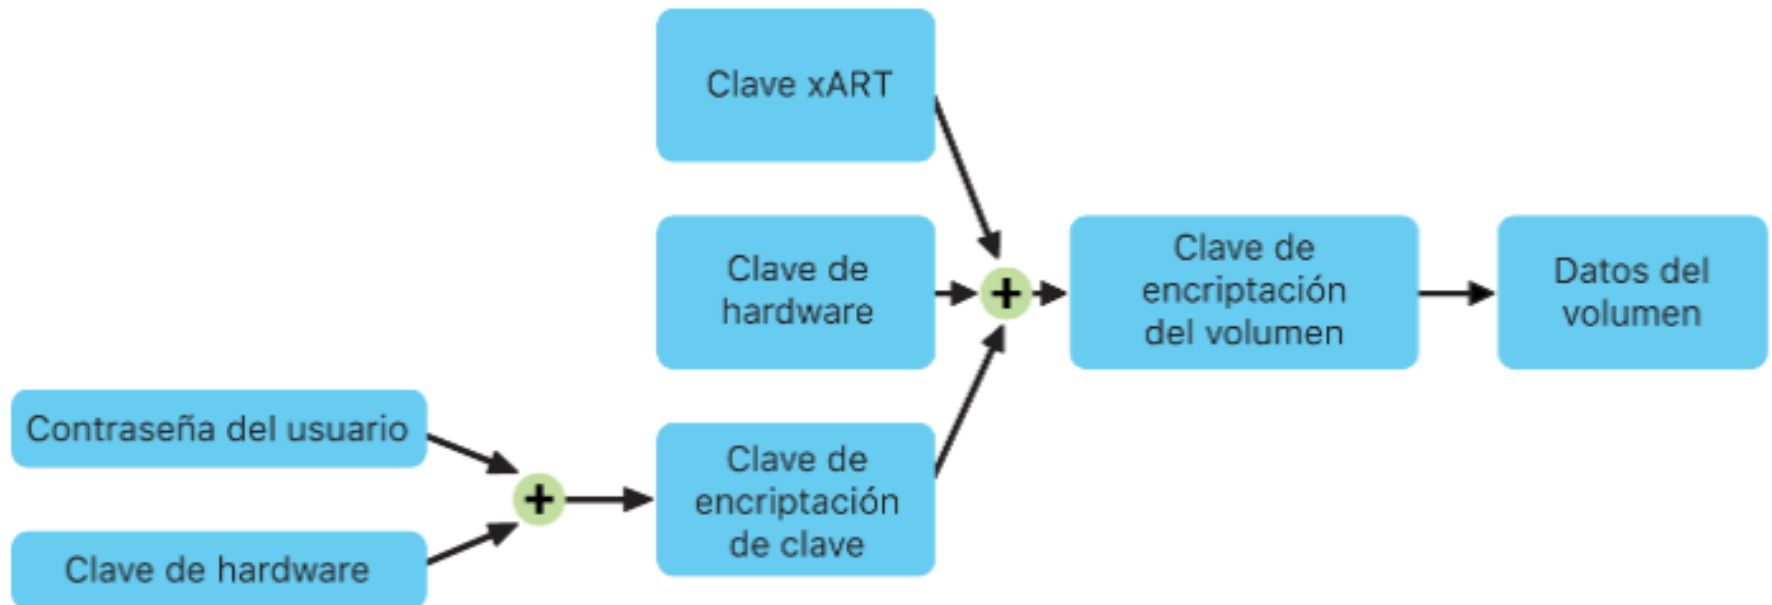 Clave xART
Clave de
hardware
Clave de
encriptación
del volumen
Datos del
volumen
Contraseña del usuario
Clave de hardware
Clave de
encriptación
de clave